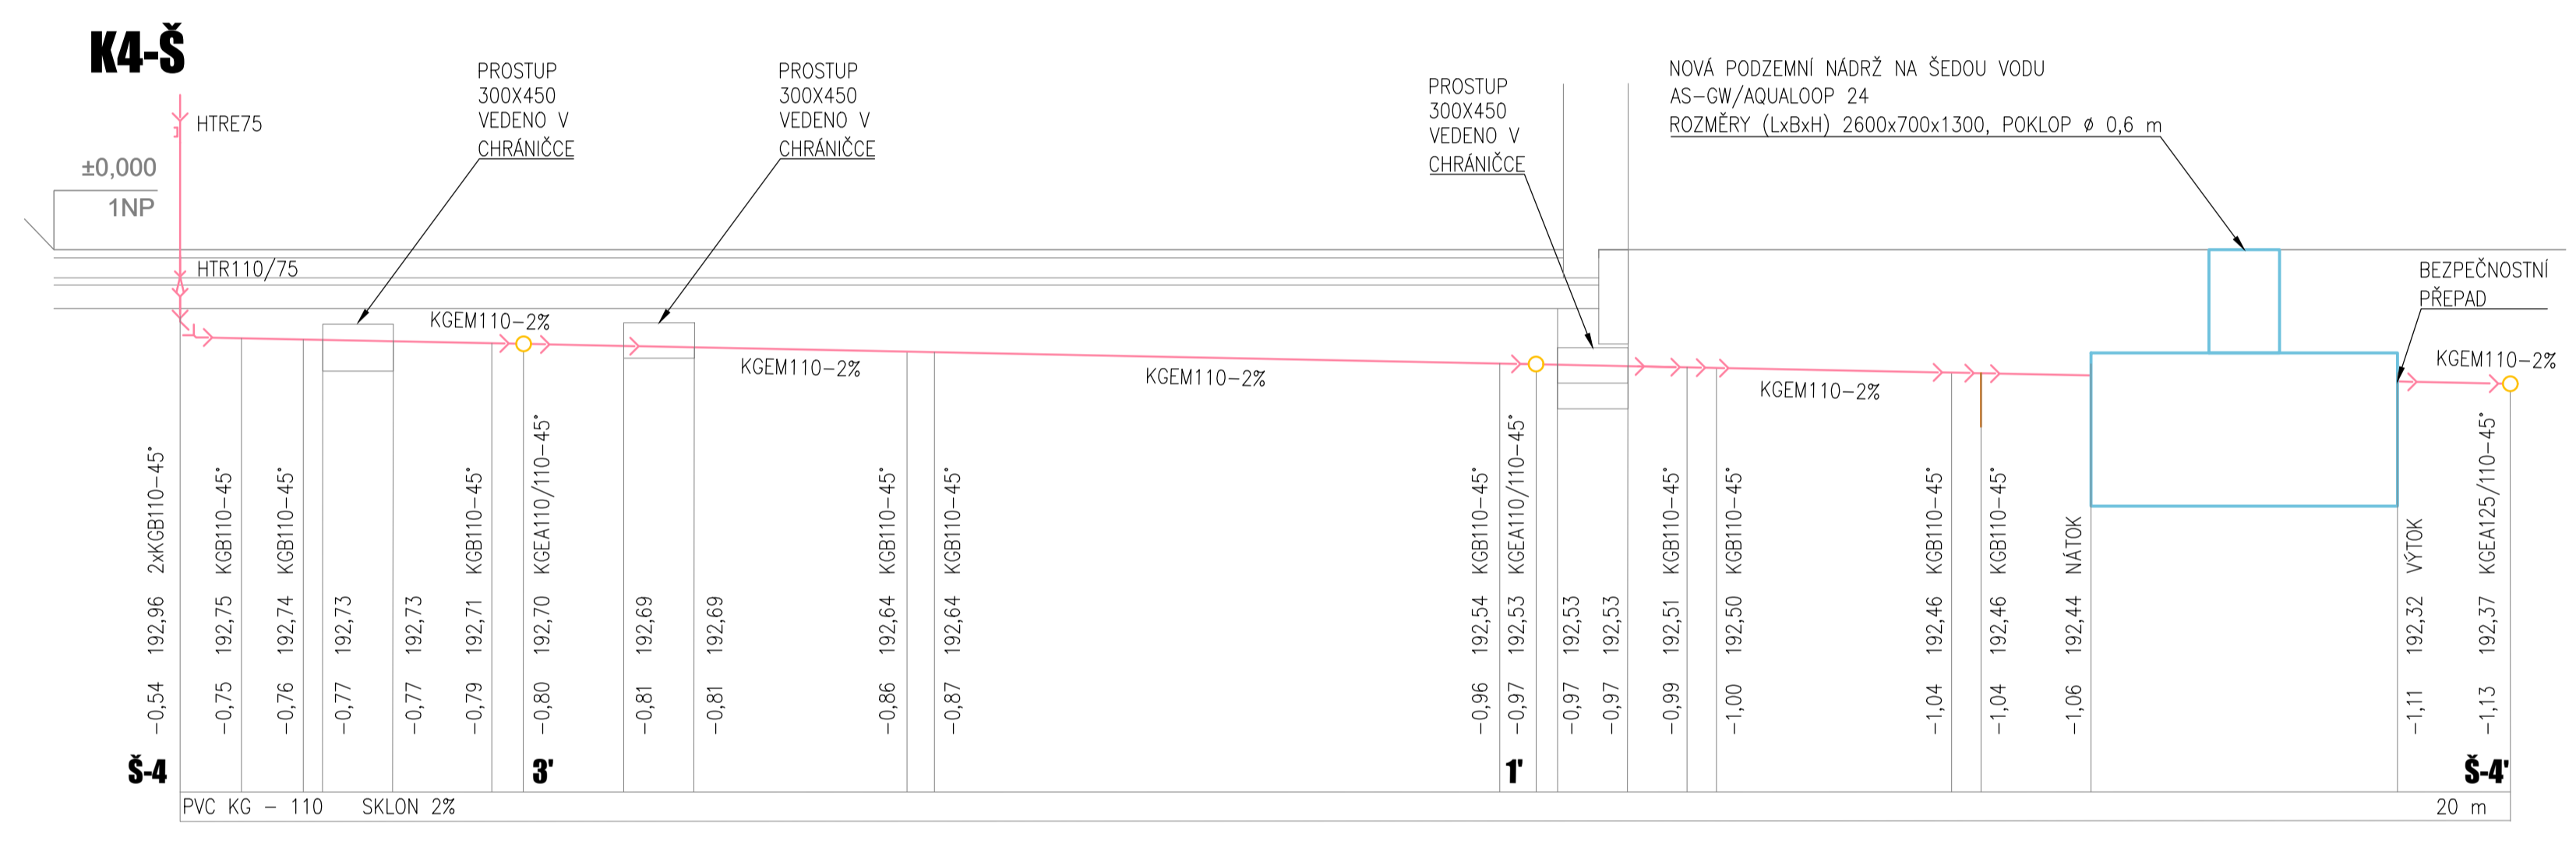 K4-Š
HTRE75
±0,000
1NP
HTR110/75
PROSTUP
300X450
VEDENO V
CHRÁNIČCE
PROSTUP
300X450
VEDENO V
CHRÁNIČCE
PROSTUP
300X450
VEDENO V
CHRÁNIČCE
NOVÁ PODZEMNÍ NÁDRŽ NA ŠEDOU VODU
AS-GW/AQUALOOP 24
ROZMĚRY (LxBxH) 2600x700x1300, POKLOP ø 0,6 m
BEZPEČNOSTNÍ
PŘEPAD
KGEM110-2%
KGEM110-2%
KGEM110-2%
KGEM110-2%
KGEM110-2%
-0,54 192,96 2xKGB110-45°
-0,75 192,75 KGB110-45°
-0,76 192,74 KGB110-45°
-0,77 192,73
-0,77 192,73
-0,79 192,71 KGB110-45°
-0,80 192,70 KGEA110/110-45°
-0,81 192,69
-0,81 192,69
-0,86 192,64 KGB110-45°
-0,87 192,64 KGB110-45°
-0,96 192,54 KGB110-45°
-0,97 192,53 KGEA110/110-45°
-0,97 192,53
-0,97 192,53
-0,99 192,51 KGB110-45°
-1,00 192,50 KGB110-45°
-1,04 192,46 KGB110-45°
-1,04 192,46 KGB110-45°
-1,06 192,44 NÁTOK
-1,11 192,32 VÝTOK
-1,13 192,37 KGEA125/110-45°
Š-4
3'
1'
Š-4'
PVC KG - 110 SKLON 2%
20 m